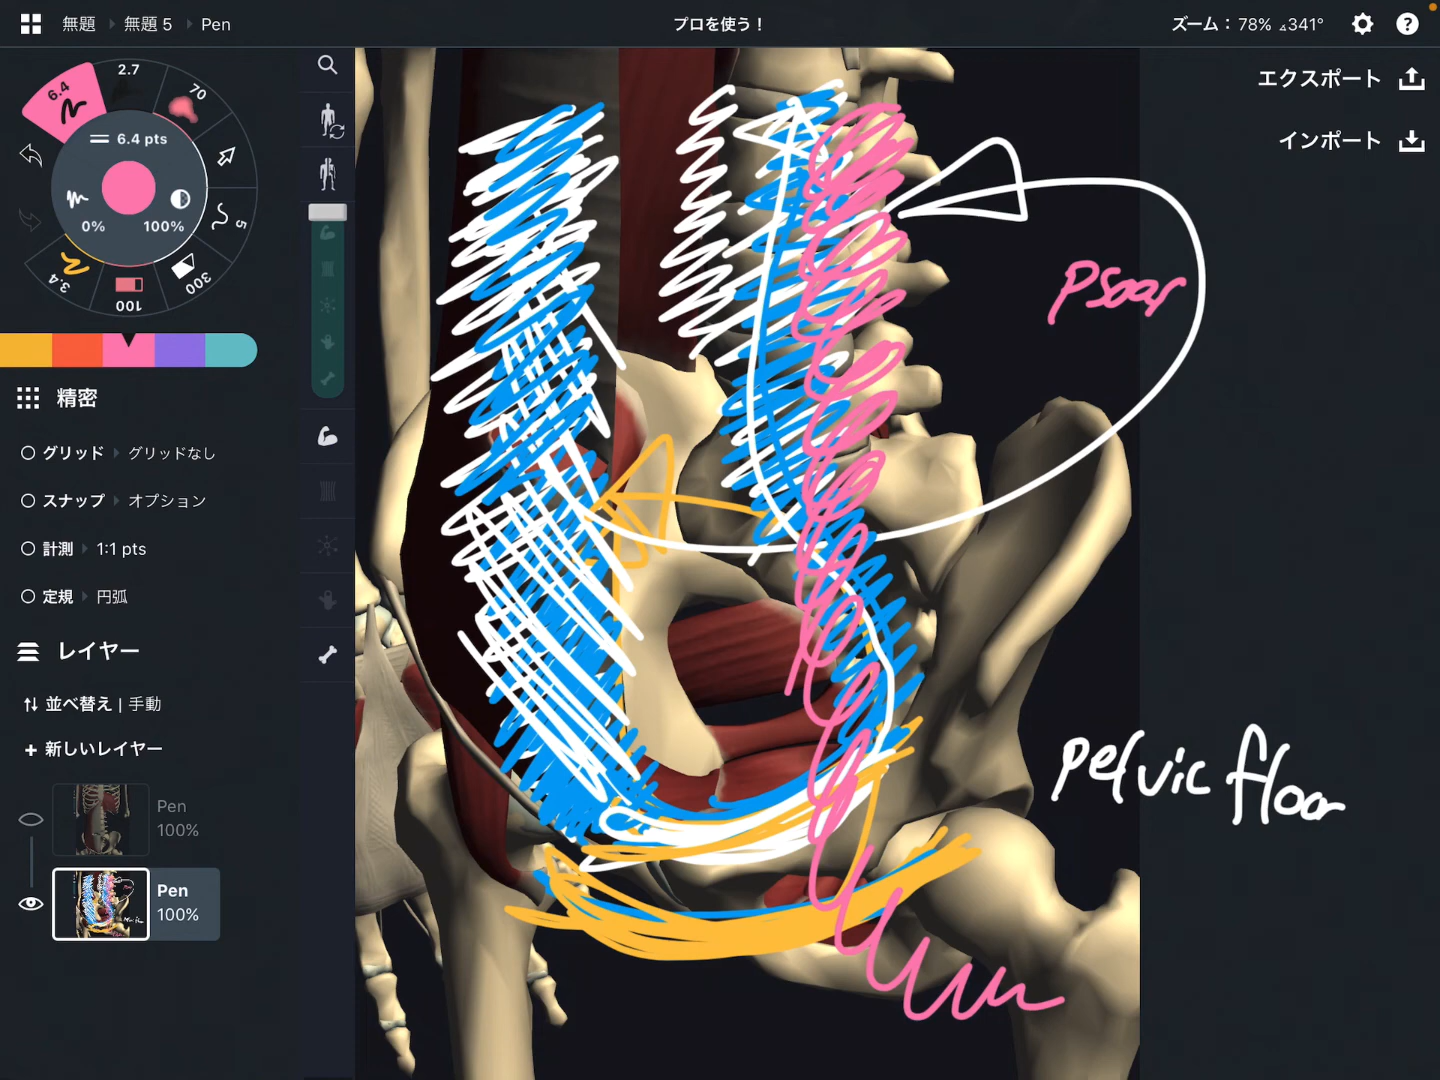 無題 無題 5 Pen
プロを使う！
ズーム： 78% ⦞341°
エクスポート
インポート
2.7
6.4
70
6.4 pts
0%
100%
5
3.4
100
300
精密
グリッド グリッドなし
スナップ オプション
計測 1:1 pts
定規 円弧
レイヤー
並べ替え | 手動
+ 新しいレイヤー
Pen
100%
Pen
100%
psoas
pelvic floor